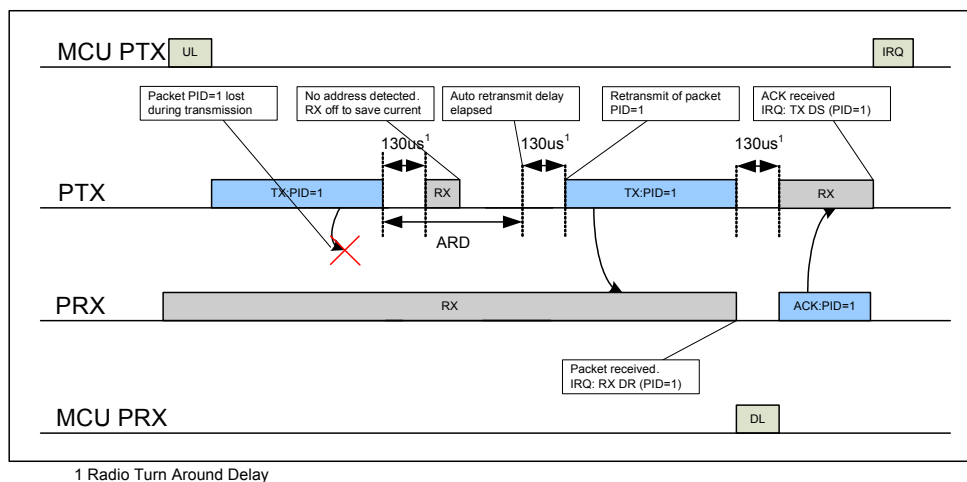 MCU PTX
UL
IRQ
Packet PID=1 lost
during transmission
No address detected.
RX off to save current
Auto retransmit delay
elapsed
Retransmit of packet
PID=1
ACK received
IRQ: TX DS (PID=1)
130us1
130us1
130us1
PTX
TX:PID=1
RX
TX:PID=1
RX
ARD
PRX
RX
ACK:PID=1
Packet received.
IRQ: RX DR (PID=1)
MCU PRX
DL
1 Radio Turn Around Delay